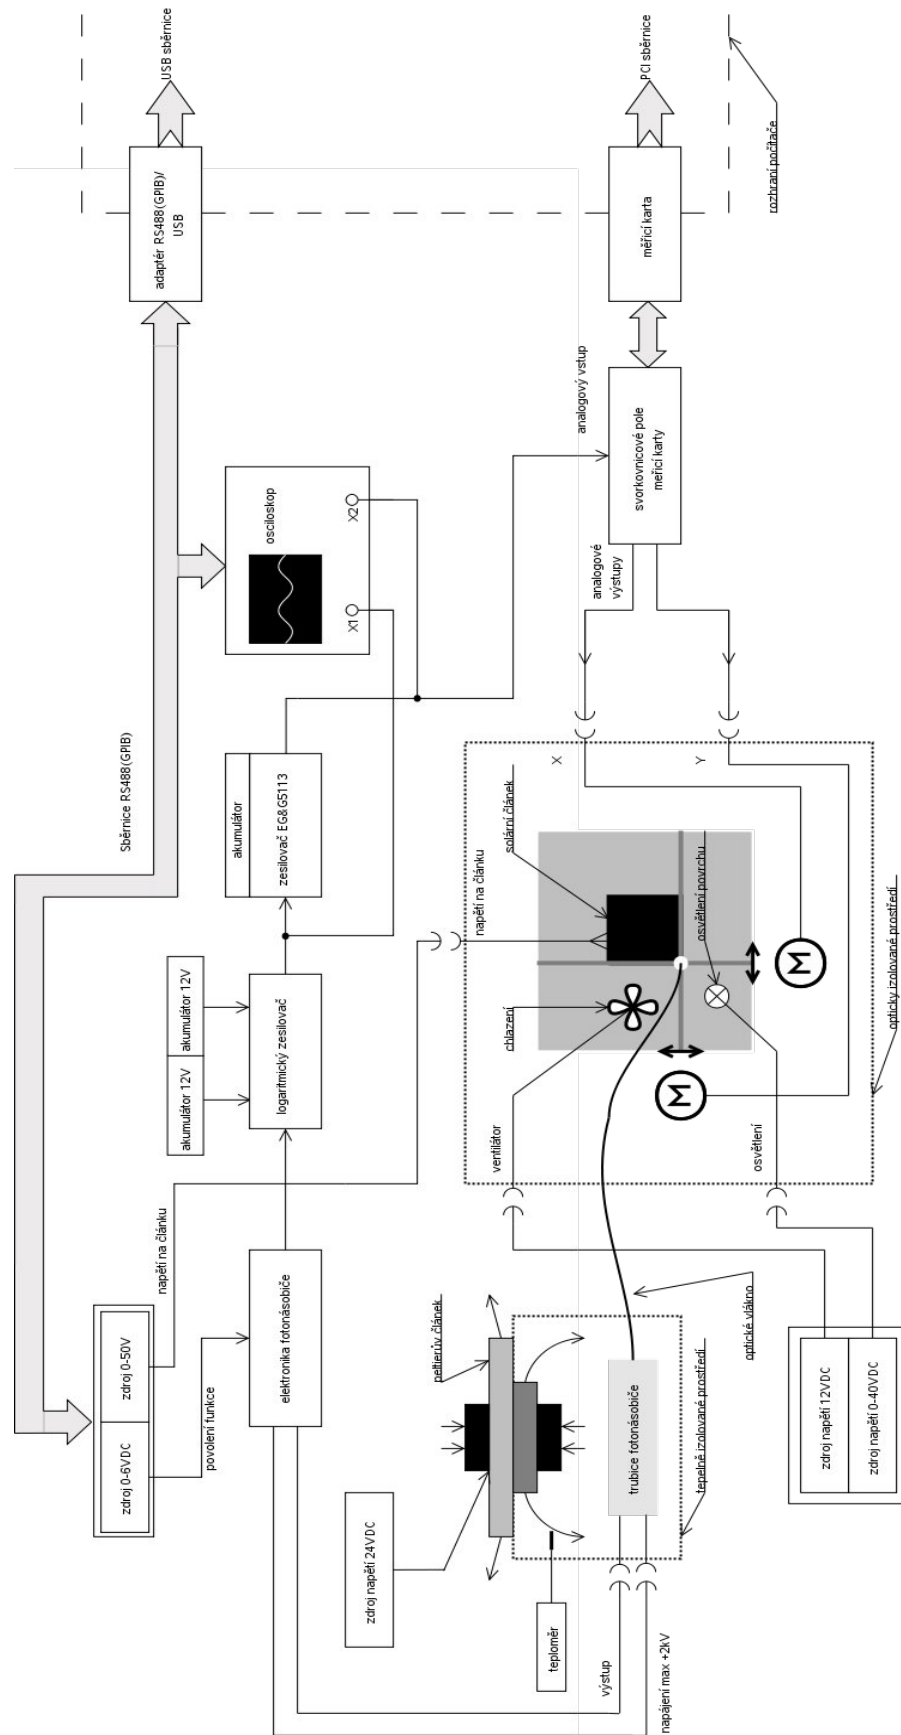 USB sběrnice
PCI sběrnice
rozhraní počítače
adaptér RS488(GPIB)/
USB
měřicí karta
analogový vstup
svorkovnicové pole
měřicí karty
osciloskop
X1
X2
analogové
výstupy
Sběrnice RS488(GPIB)
akumulátor
zesilovač EG&G5113
akumulátor 12V
akumulátor 12V
logaritmický zesilovač
X
Y
solární článek
napětí na článku
osvětlení povrchu
chlazení
M
M
opticky izolované prostředí
ventilátor
osvětlení
napětí na článku
zdroj 0-6VDC
zdroj 0-50V
povolení funkce
elektronika fotonásobiče
peltierův článek
optické vlákno
tepelně izolované prostředí
trubice fotonásobiče
zdroj napětí 12VDC
zdroj napětí 0-40VDC
zdroj napětí 24VDC
teploměr
výstup
napájení max +2kV